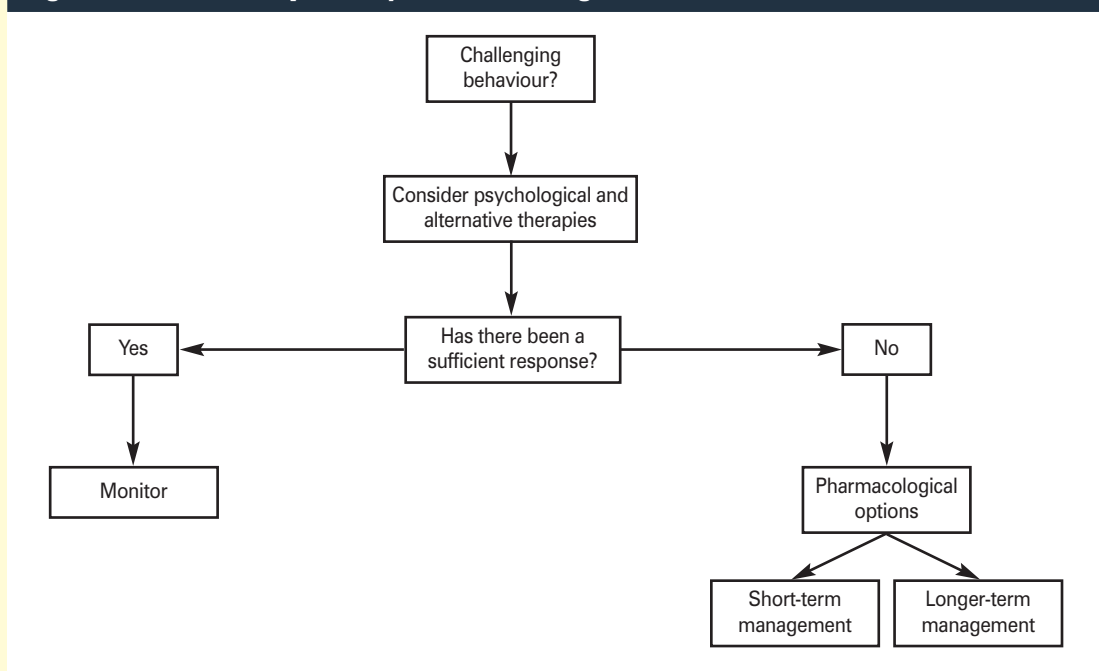 Challenging
behaviour?
Consider psychological and
alternative therapies
Has there been a
sufficient response?
Yes
No
Monitor
Pharmacological
options
Short-term
management
Longer-term
management